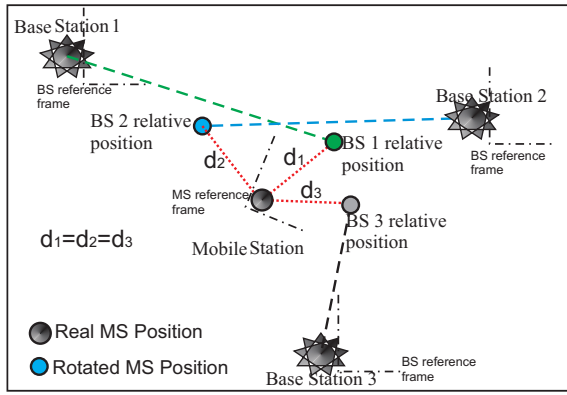 Base Station 1
BS reference
frame
BS 2 relative
position
Base Station 2
BS reference
frame
BS 1 relative
position
d1
d2
d3
MS reference
frame
BS 3 relative
position
Mobile Station
d1=d2=d3
Real MS Position
Rotated MS Position
Base Station 3
BS reference
frame